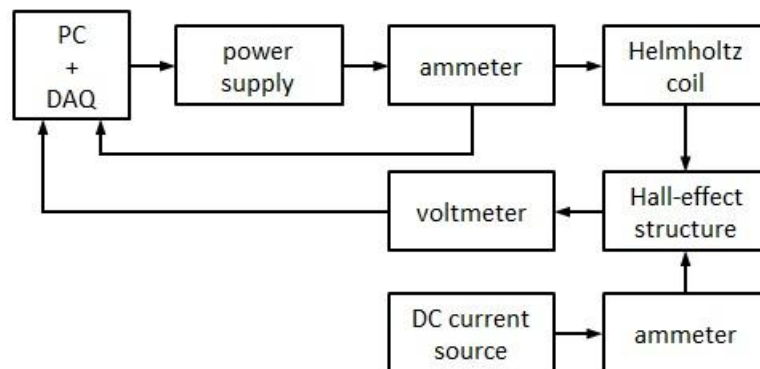 PC
+
DAQ
power
supply
ammeter
Helmholtz
coil
voltmeter
Hall-effect
structure
DC current
source
ammeter